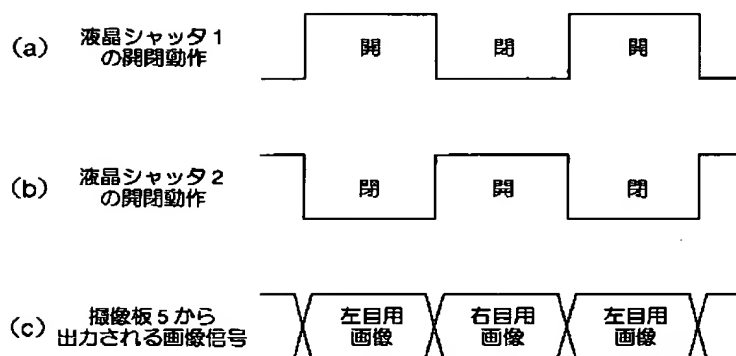 (a)
液晶シャッタ1
の開閉動作
開
閉
開
(b)
液晶シャッタ2
の開閉動作
閉
開
閉
(c)
撮像板5から
出力される画像信号
左目用
画像
右目用
画像
左目用
画像